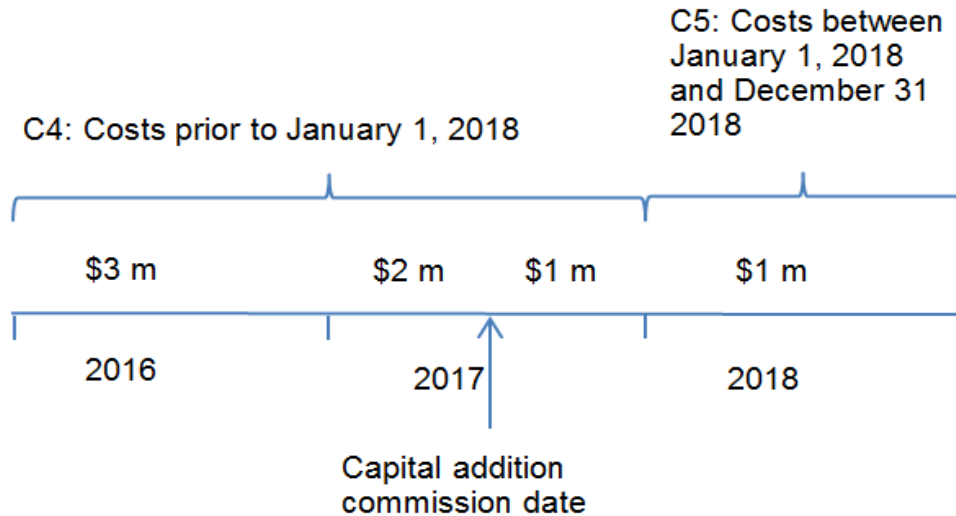 C5: Costs between
January 1, 2018
and December 31
2018
C4: Costs prior to January 1, 2018
$3 m
$2 m
$1 m
$1 m
2016
2017
2018
Capital addition
commission date